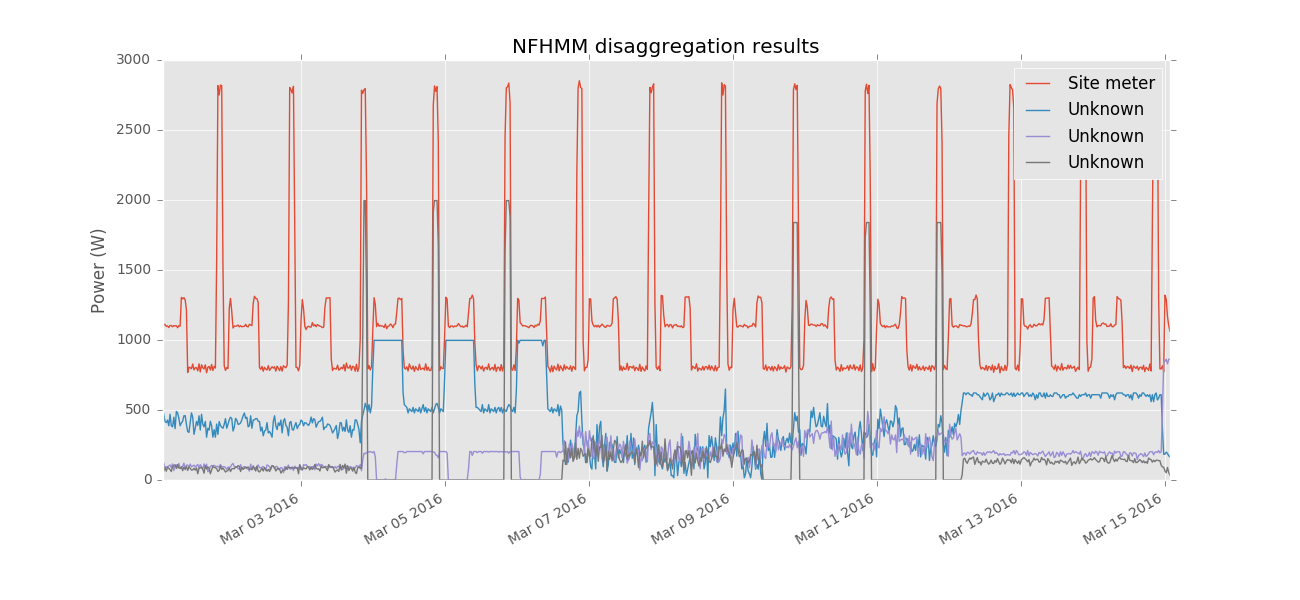 NFHMM disaggregation results
3000
2500
2000
1500
1000
500
0
Power (W)
Site meter
Unknown
Unknown
Unknown
Mar 03 2016
Mar 05 2016
Mar 07 2016
Mar 09 2016
Mar 11 2016
Mar 13 2016
Mar 15 2016